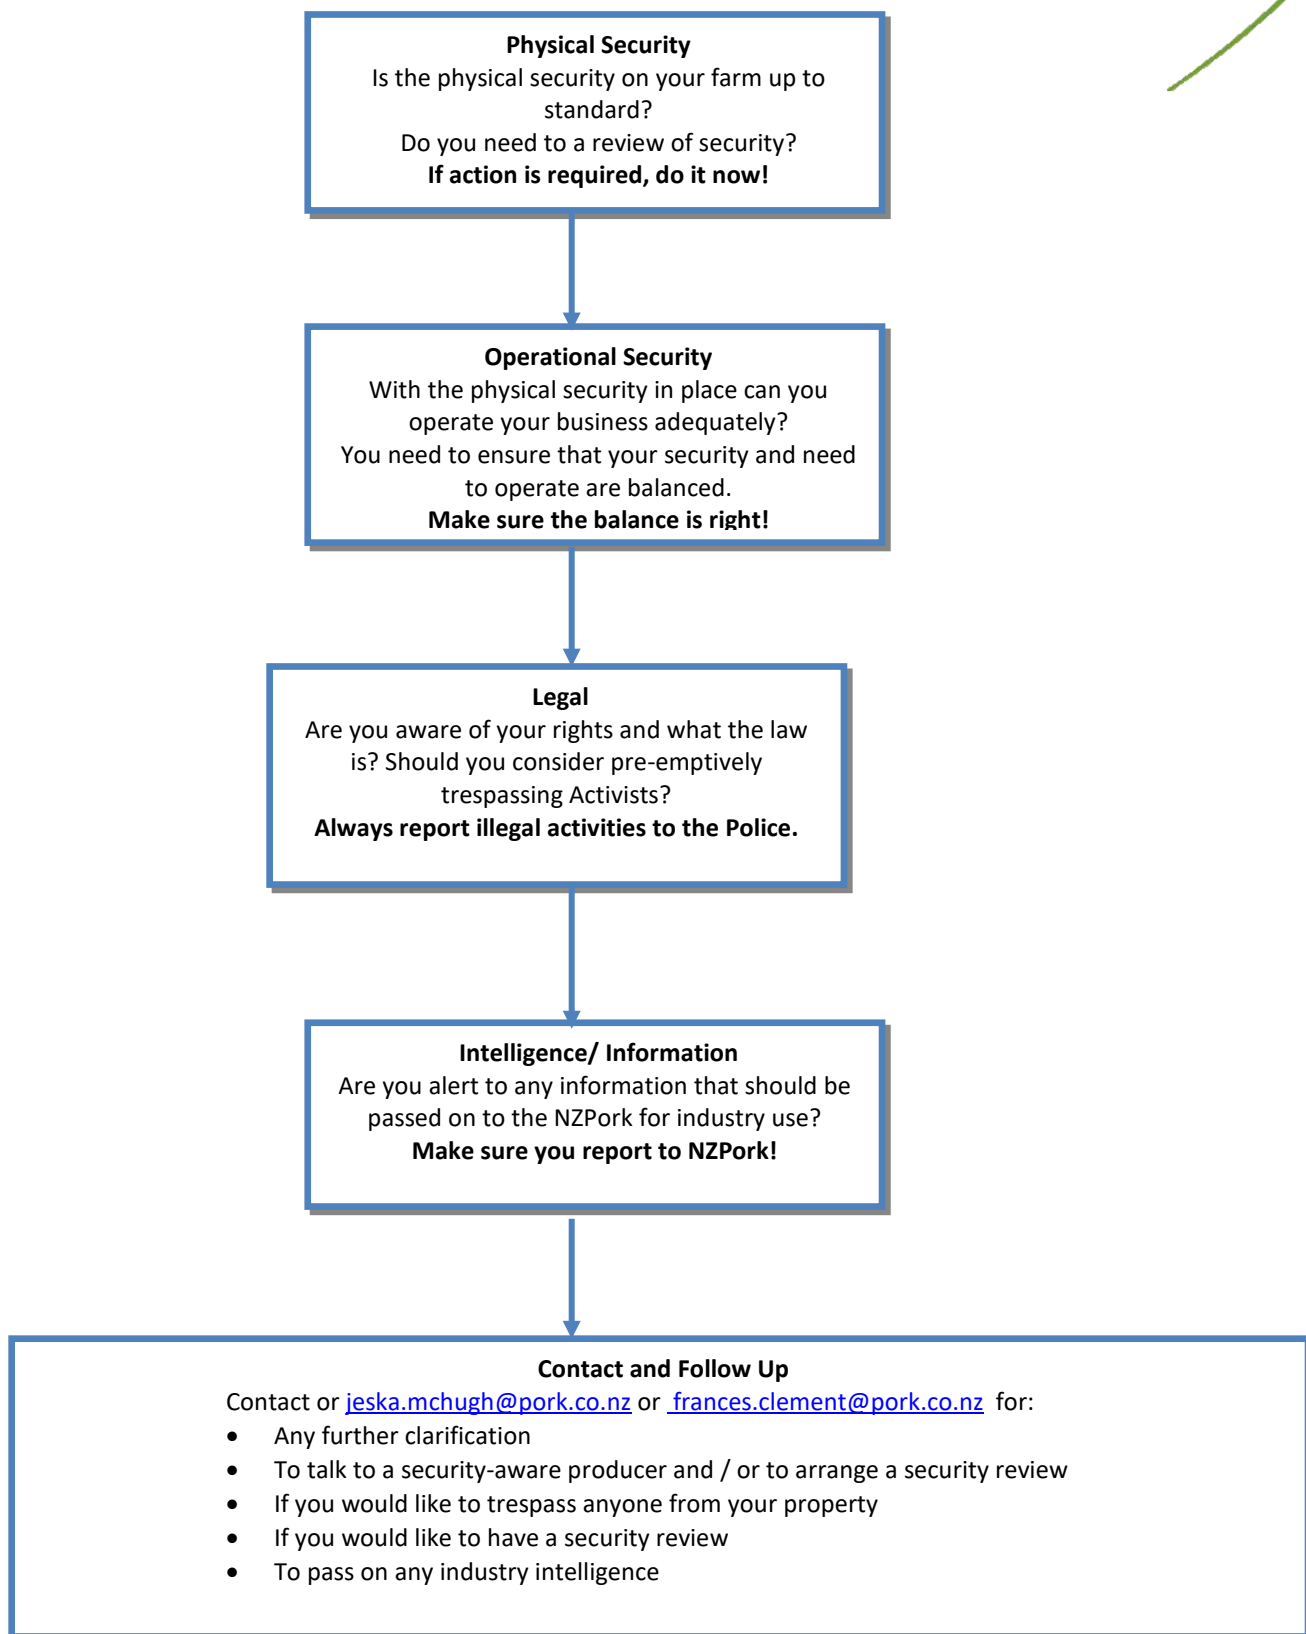 Physical Security
Is the physical security on your farm up to
standard?
Do you need to a review of security?
If action is required, do it now!
Operational Security
With the physical security in place can you
operate your business adequately?
You need to ensure that your security and need
to operate are balanced.
Make sure the balance is right!
Legal
Are you aware of your rights and what the law
is? Should you consider pre-emptively
trespassing Activists?
Always report illegal activities to the Police.
Intelligence/ Information
Are you alert to any information that should be
passed on to the NZPork for industry use?
Make sure you report to NZPork!
Contact and Follow Up
Contact or jeska.mchugh@pork.co.nz or frances.clement@pork.co.nz for:
• Any further clarification
• To talk to a security-aware producer and / or to arrange a security review
• If you would like to trespass anyone from your property
• If you would like to have a security review
• To pass on any industry intelligence